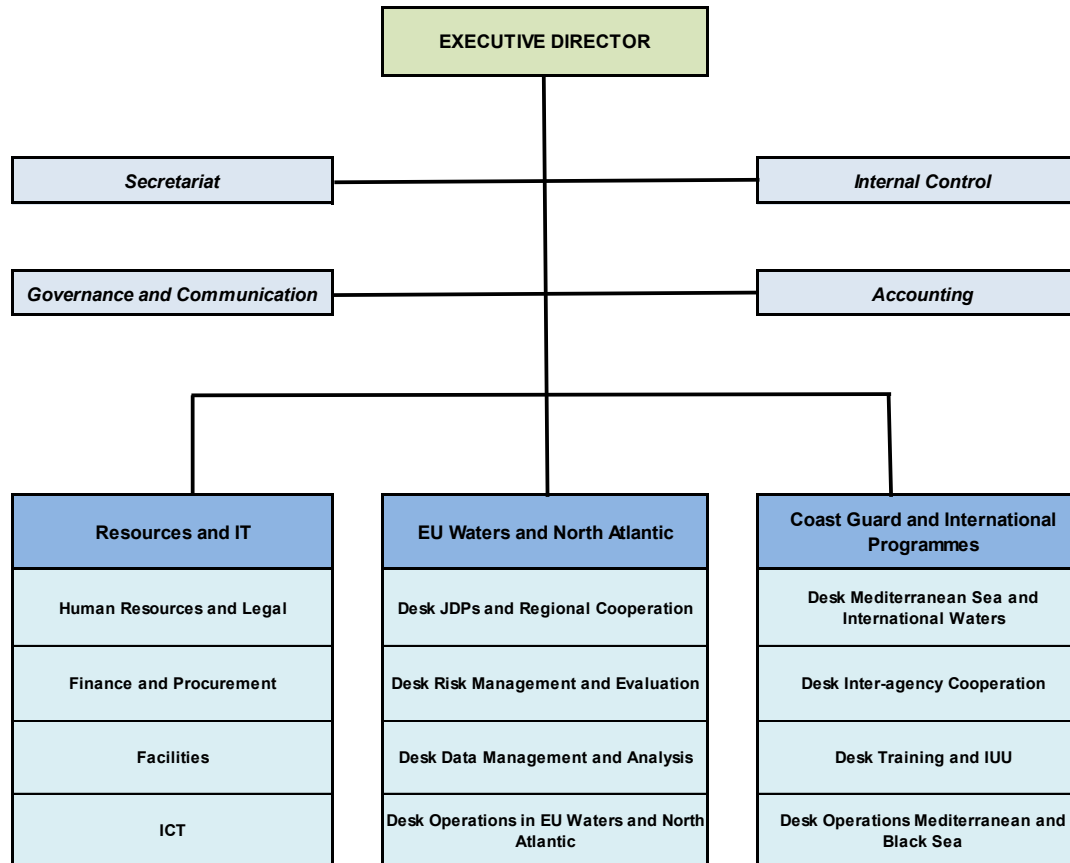 EXECUTIVE DIRECTOR
Secretariat
Internal Control
Governance and Communication
Accounting
Resources and IT
Human Resources and Legal
Finance and Procurement
Facilities
ICT
EU Waters and North Atlantic
Desk JDPs and Regional Cooperation
Desk Risk Management and Evaluation
Desk Data Management and Analysis
Desk Operations in EU Waters and North
Atlantic
Coast Guard and International
Programmes
Desk Mediterranean Sea and
International Waters
Desk Inter-agency Cooperation
Desk Training and IUU
Desk Operations Mediterranean and
Black Sea